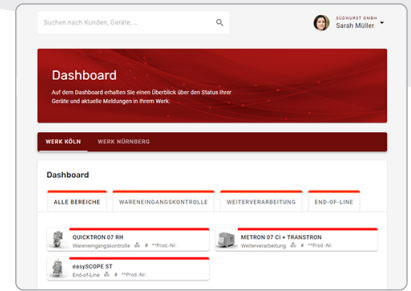 Suchen nach Kunden, Geräte, ...
SÜDWURST GMBH
Sarah Müller
Dashboard
Auf dem Dashboard erhalten Sie einen Überblick über den Status Ihrer
Geräte und aktuelle Meldungen in Ihrem Werk:
WERK KÖLN WERK NÜRNBERG
Dashboard
ALLE BEREICHE WARENEINGANGSKONTROLLE WEITERVERARBEITUNG END-OF-LINE
QUICKTRON 07 RH
Wareneingangskontrolle # **Prod.-Nr.
METRON 07 CI + TRANSTRON
Weiterverarbeitung # **Prod.-Nr.
easySCOPE ST
End-of-Line # **Prod.-Nr.